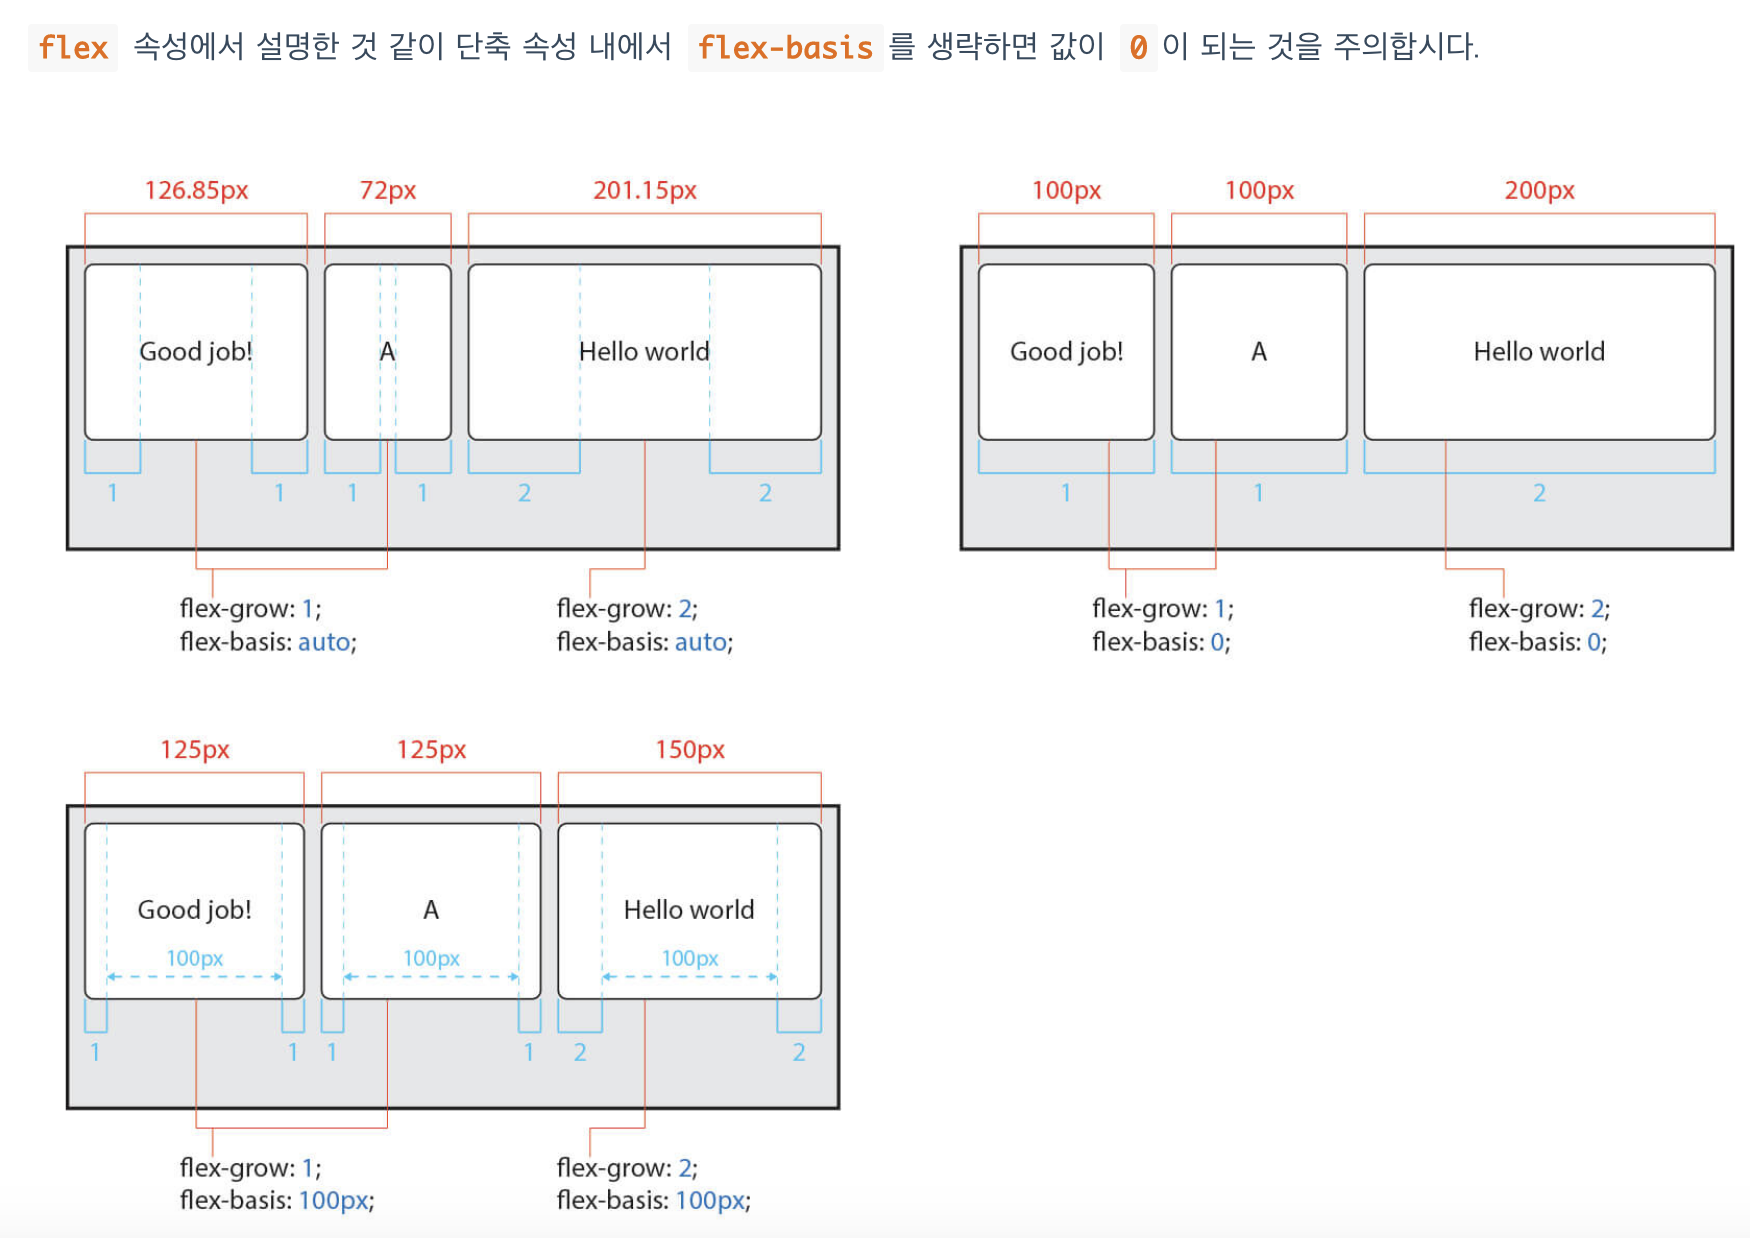 flex 속성에서 설명한 것 같이 단축 속성 내에서 flex-basis 를 생략하면 값이 0 이 되는 것을 주의합시다.
126.85px 72px 201.15px
Good job! A Hello world
1 1 1 1 2 2
flex-grow: 1; flex-grow: 2;
flex-basis: auto; flex-basis: auto;
100px 100px 200px
Good job! A Hello world
1 1 2
flex-grow: 1; flex-grow: 2;
flex-basis: 0; flex-basis: 0;
125px 125px 150px
Good job! A Hello world
100px 100px 100px
1 1 1 1 2 2
flex-grow: 1; flex-grow: 2;
flex-basis: 100px; flex-basis: 100px;